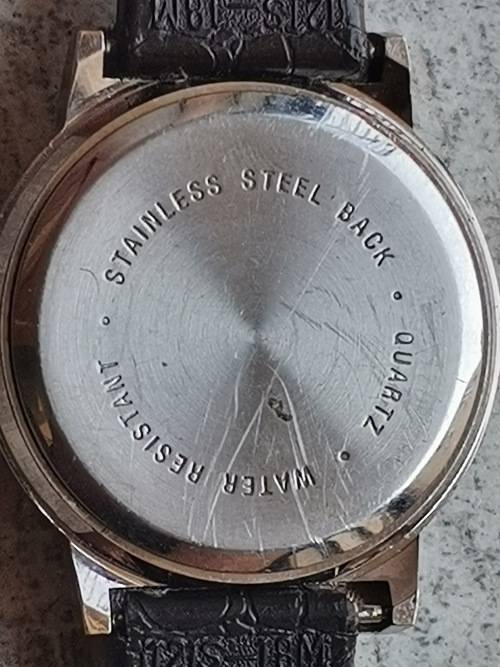 STAINLESS STEEL BACK • QUARTZ • WATER RESISTANT •